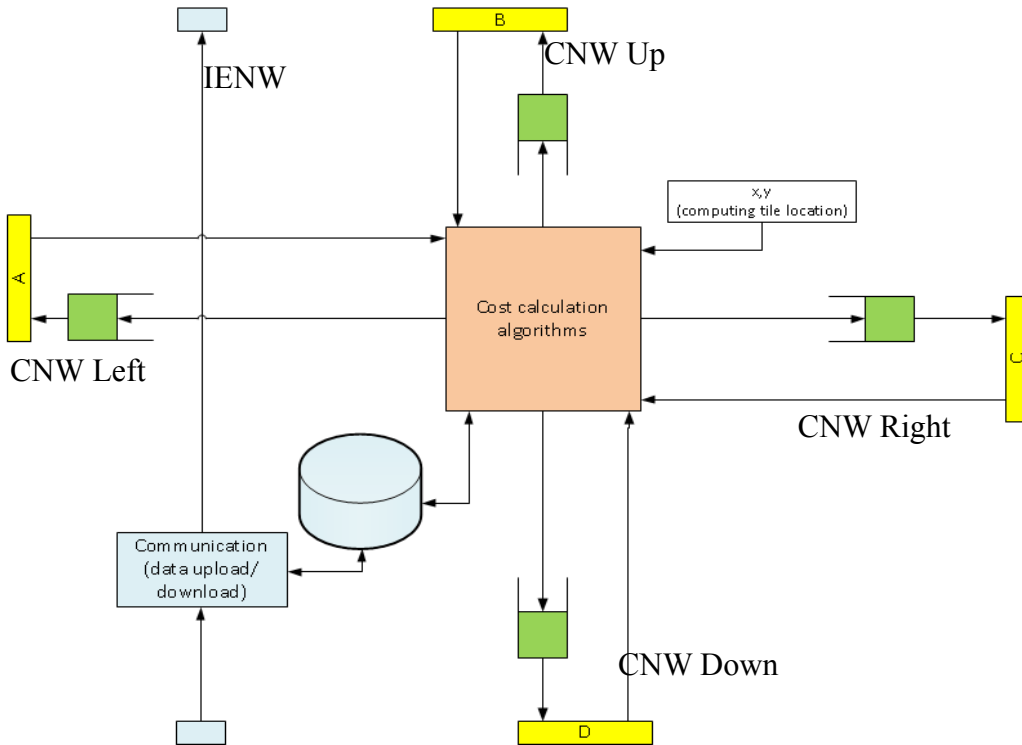 B
CNW Up
IENW
x,y
(computing tile location)
A
Cost calculation
algorithms
C
CNW Left
CNW Right
Communication
(data upload/
download)
CNW Down
D